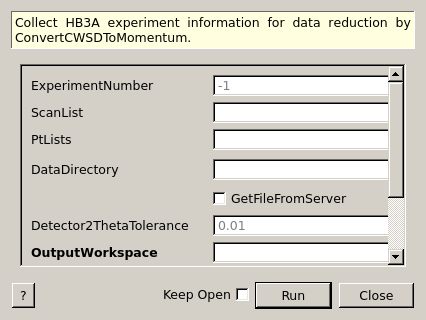 Collect HB3A experiment information for data reduction by
ConvertCWSDToMomentum.
ExperimentNumber -1
ScanList
PtLists
DataDirectory
GetFileFromServer
Detector2ThetaTolerance 0.01
OutputWorkspace
? Keep Open Run Close